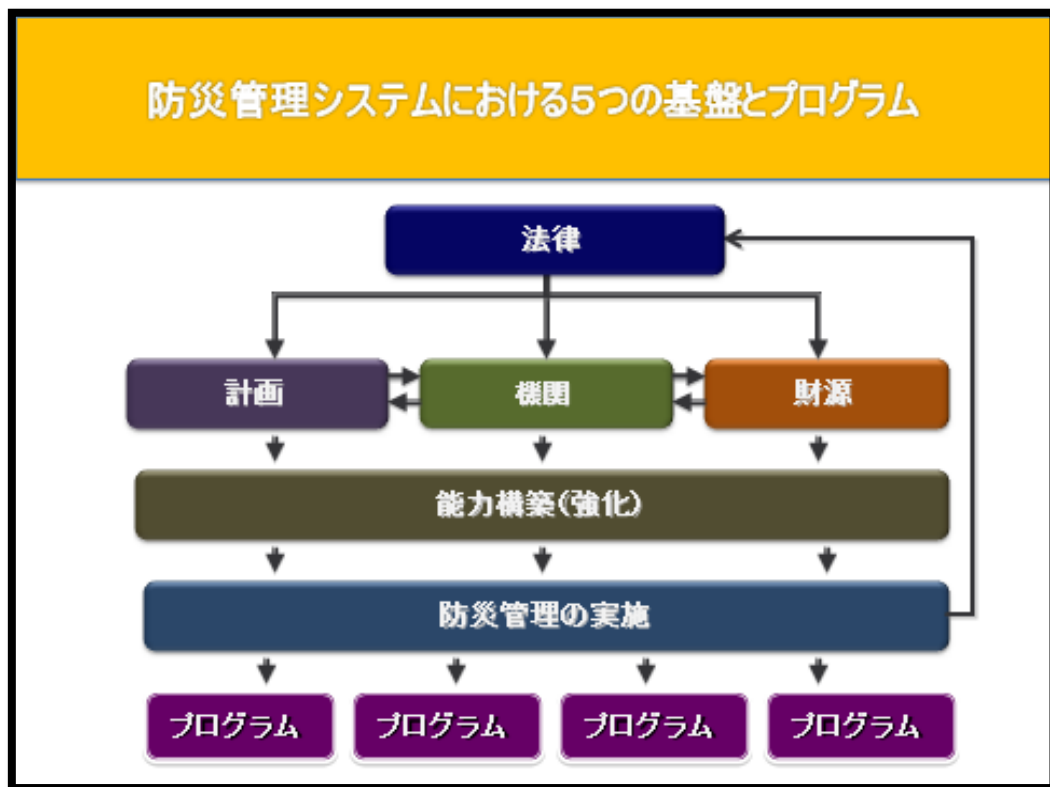 防災管理システムにおける5つの基盤とプログラム
法律
計画
機関
財源
能力構築(強化)
防災管理の実施
プログラム
プログラム
プログラム
プログラム